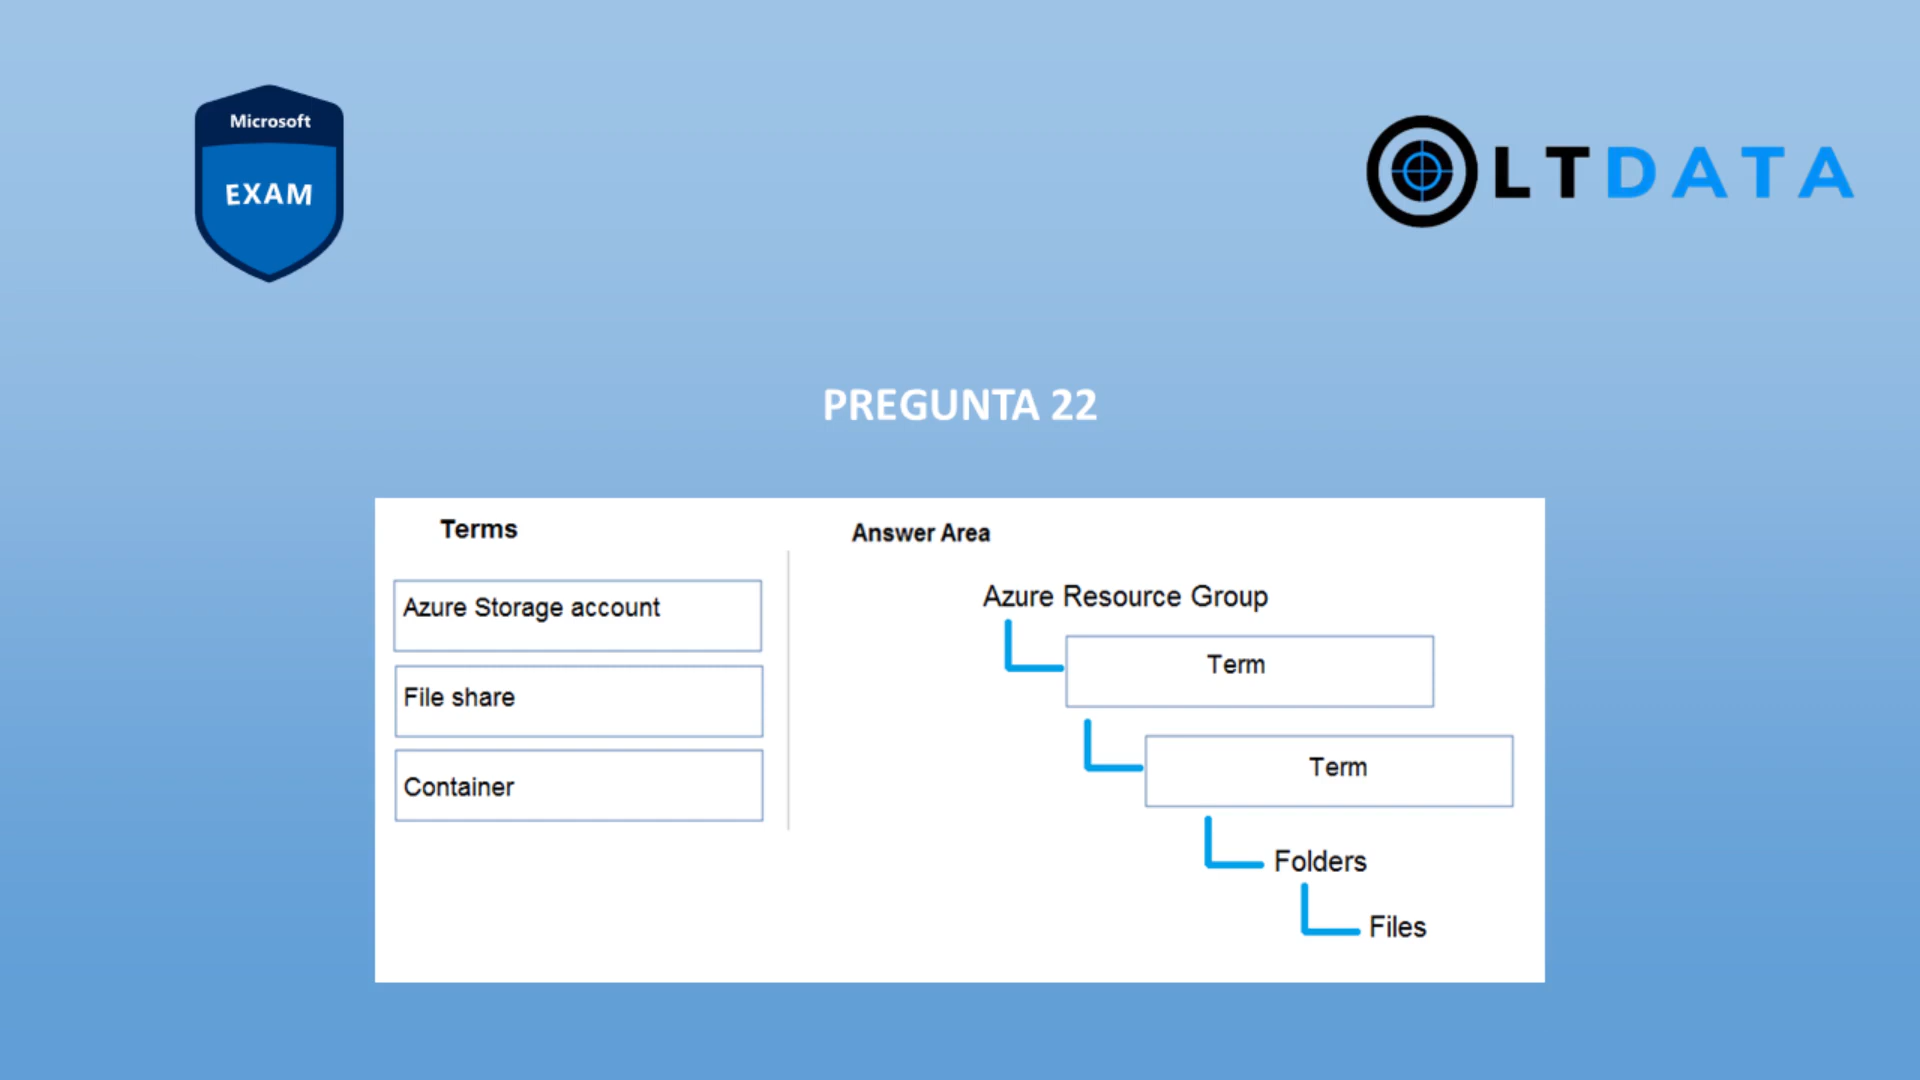 Microsoft
EXAM
LTDATA
PREGUNTA 22
Terms
Azure Storage account
File share
Container
Answer Area
Azure Resource Group
Term
Term
Folders
Files